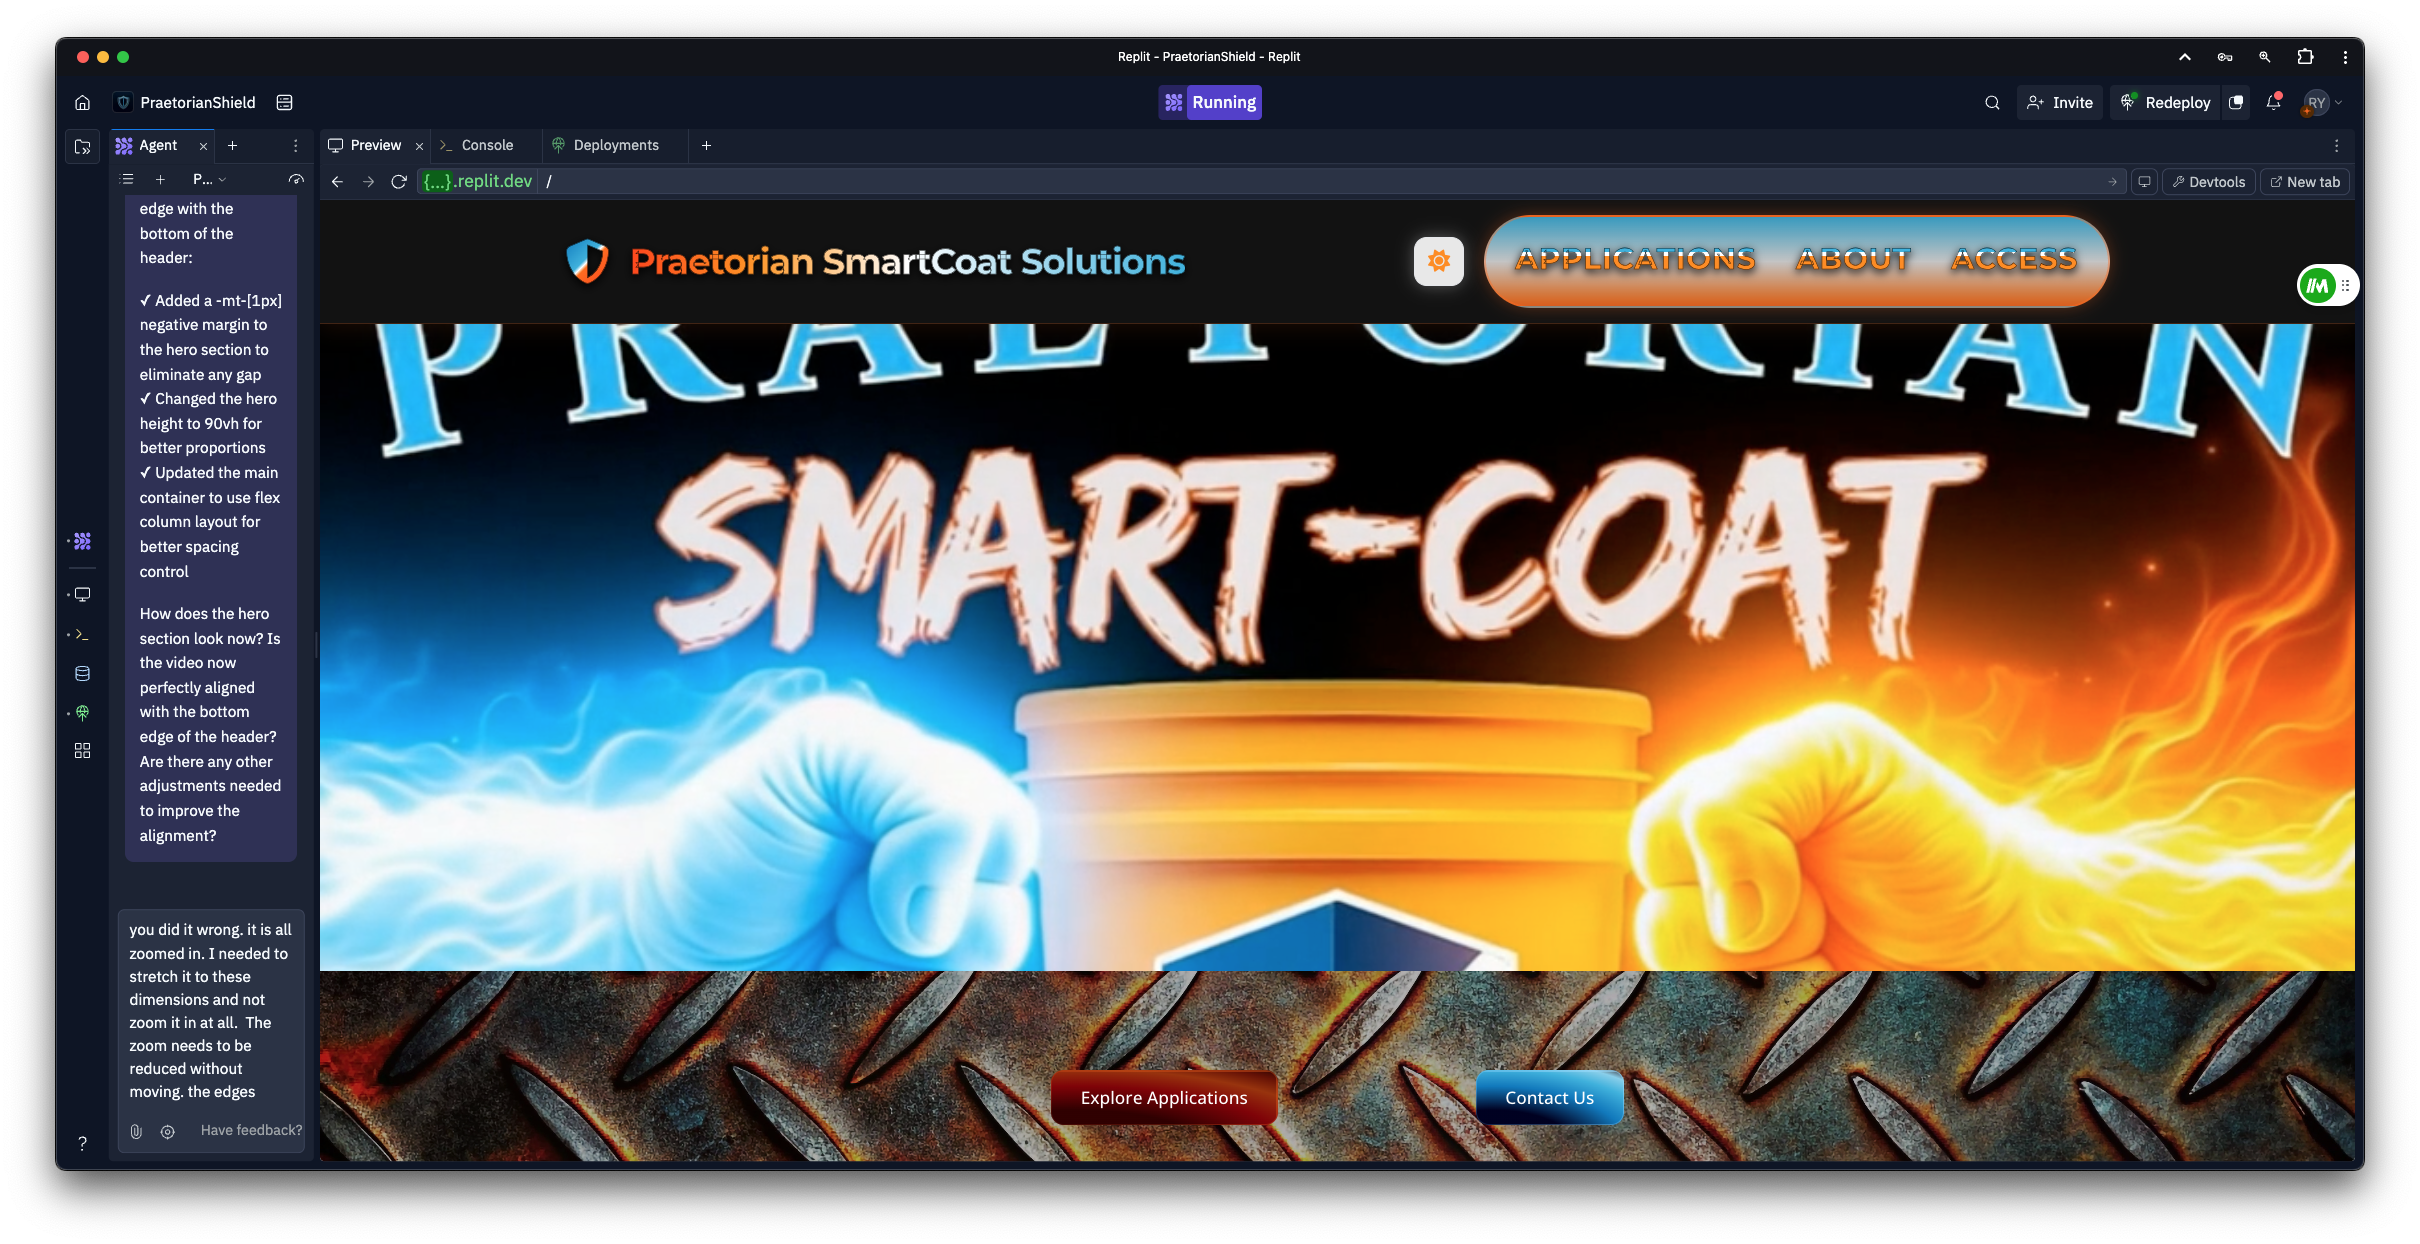 Replit - PraetorianShield - Replit
PraetorianShield
Running
Invite
Redeploy
RY
Agent
Preview
Console
Deployments
P...
{...}.replit.dev /
Devtools
New tab
edge with the
bottom of the
header:
✓ Added a -mt-[1px]
negative margin to
the hero section to
eliminate any gap
✓ Changed the hero
height to 90vh for
better proportions
✓ Updated the main
container to use flex
column layout for
better spacing
control
How does the hero
section look now? Is
the video now
perfectly aligned
with the bottom
edge of the header?
Are there any other
adjustments needed
to improve the
alignment?
you did it wrong. it is all
zoomed in. I needed to
stretch it to these
dimensions and not
zoom it in at all.  The
zoom needs to be
reduced without
moving. the edges
Have feedback?
?
Praetorian SmartCoat Solutions
APPLICATIONS ABOUT ACCESS
PRAETORIAN
SMART-COAT
Explore Applications
Contact Us